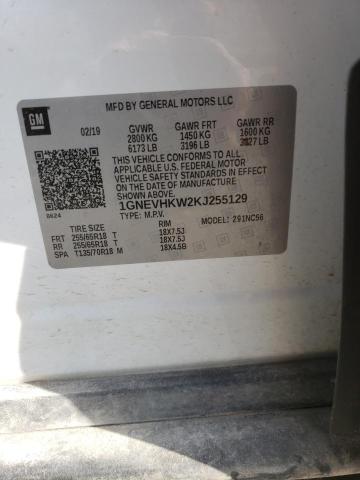 GM
MFD BY GENERAL MOTORS LLC
02/19 GVWR GAWR FRT GAWR RR
2800 KG 1450 KG 1600 KG
6173 LB 3196 LB 3527 LB
THIS VEHICLE CONFORMS TO ALL
APPLICABLE U.S. FEDERAL MOTOR
VEHICLE SAFETY STANDARDS IN
EFFECT ON THE DATE OF MANUFACTURE
SHOWN ABOVE.
1GNEVHKW2KJ255129
0624 TYPE: M.P.V. MODEL: 291NC56
TIRE SIZE RIM
FRT 255/65R18 T 18X7.5J
RR 255/65R18 T 18X7.5J
SPA T135/70R18 M 18X4.5B